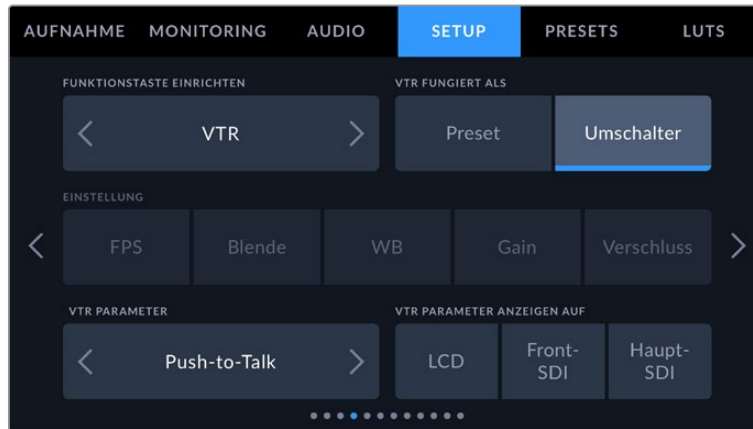 AUFNAHME MONITORING AUDIO SETUP PRESETS LUTS
FUNKTIONSTASTE EINRICHTEN VTR FUNGIERT ALS
VTR Preset Umschalter
EINSTELLUNG
FPS Blende WB Gain Verschluss
VTR PARAMETER VTR PARAMETER ANZEIGEN AUF
Push-to-Talk LCD Front-
SDI Haupt-
SDI